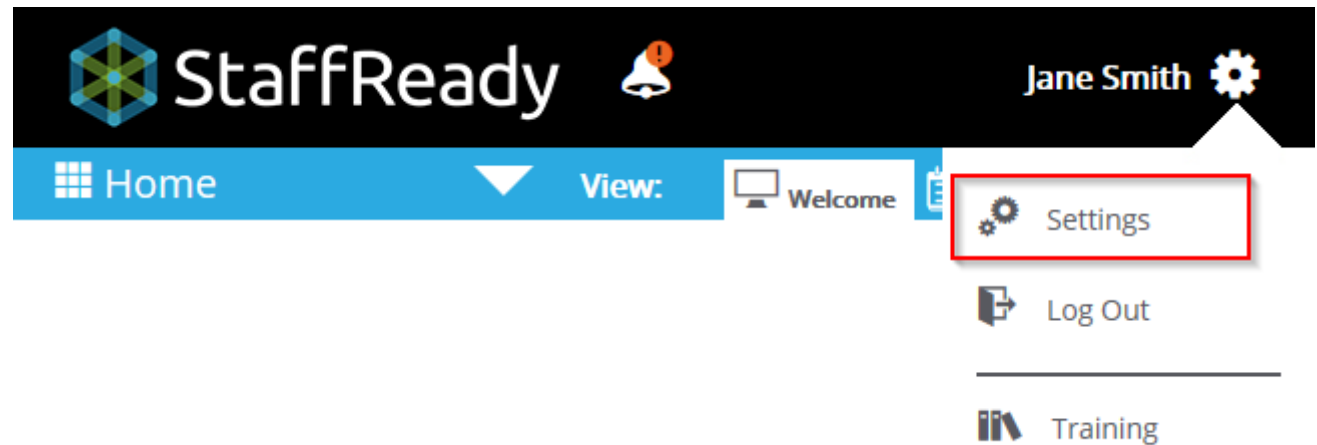 StaffReady
Jane Smith
Home
View:
Welcome
Settings
Log Out
Training